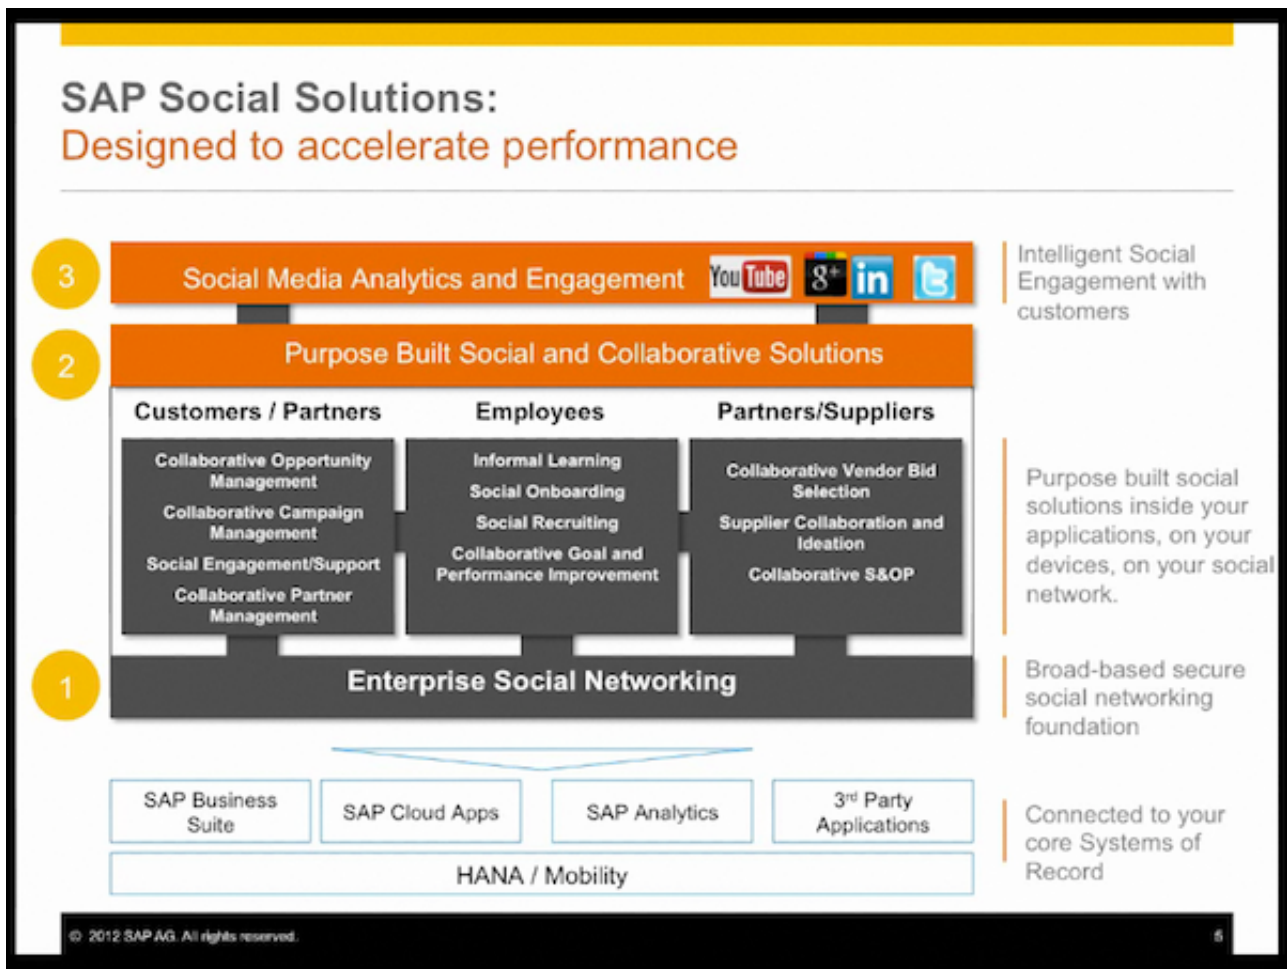 SAP Social Solutions:
Designed to accelerate performance
3
Social Media Analytics and Engagement
You Tube
8+
in
t
Intelligent Social
Engagement with
customers
2
Purpose Built Social and Collaborative Solutions
Customers / Partners
Collaborative Opportunity
Management
Collaborative Campaign
Management
Social Engagement/Support
Collaborative Partner
Management
Employees
Informal Learning
Social Onboarding
Social Recruiting
Collaborative Goal and
Performance Improvement
Partners/Suppliers
Collaborative Vendor Bid
Selection
Supplier Collaboration and
Ideation
Collaborative S&OP
Purpose built social
solutions inside your
applications, on your
devices, on your social
network.
1
Enterprise Social Networking
Broad-based secure
social networking
foundation
SAP Business
Suite
SAP Cloud Apps
SAP Analytics
3rd Party
Applications
HANA / Mobility
Connected to your
core Systems of
Record
© 2012 SAP AG. All rights reserved.
5